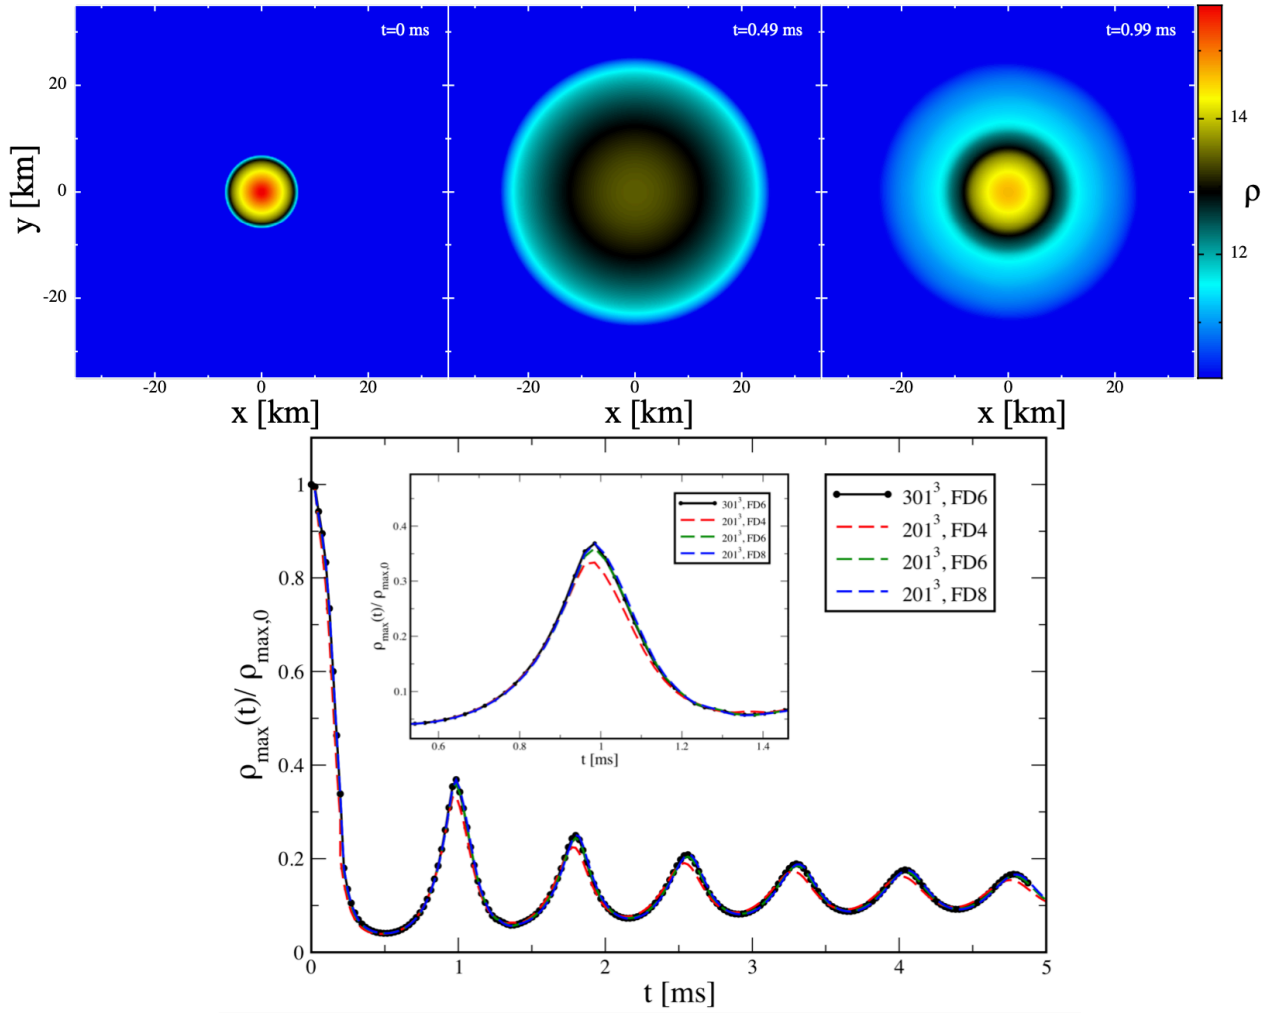 t=0 ms
t=0.49 ms
t=0.99 ms
20
0
-20
y [km]
14
12
ρ
-20 0 20
-20 0 20
-20 0 20
x [km]
x [km]
x [km]
1
0.8
0.6
0.4
0.2
0
ρmax(t)/ ρmax,0
0.4
0.3
0.2
0.1
ρmax(t)/ ρmax,0
301³, FD6
201³, FD4
201³, FD6
201³, FD8
0.6 0.8 1 1.2 1.4
t [ms]
301³, FD6
201³, FD4
201³, FD6
201³, FD8
0 1 2 3 4 5
t [ms]